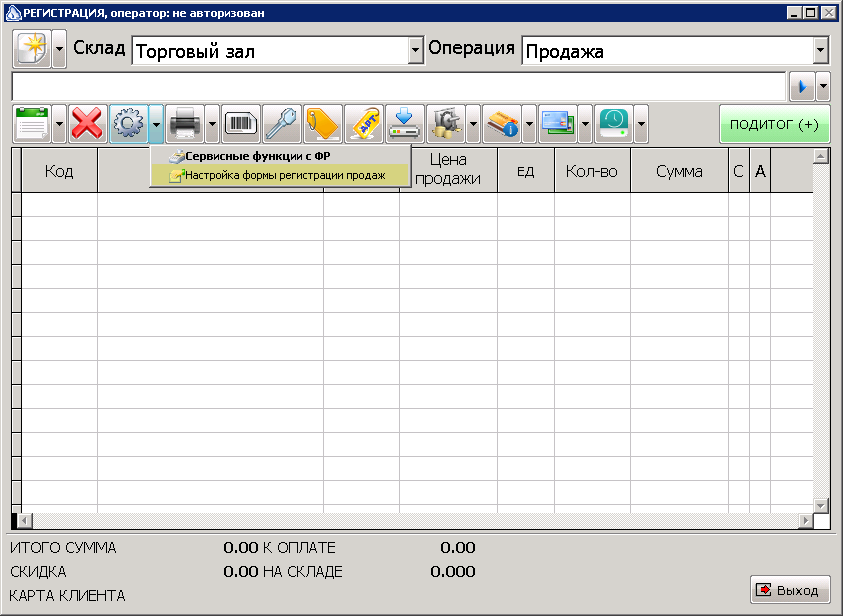 РЕГИСТРАЦИЯ, оператор: не авторизован
Склад Торговый зал Операция Продажа
АРТ ПОДИТОГ (+)
Сервисные функции с ФР
Настройка формы регистрации продаж
Код Цена продажи ЕД Кол-во Сумма С А
ИТОГО СУММА 0.00 К ОПЛАТЕ 0.00
СКИДКА 0.00 НА СКЛАДЕ 0.000
КАРТА КЛИЕНТА
Выход